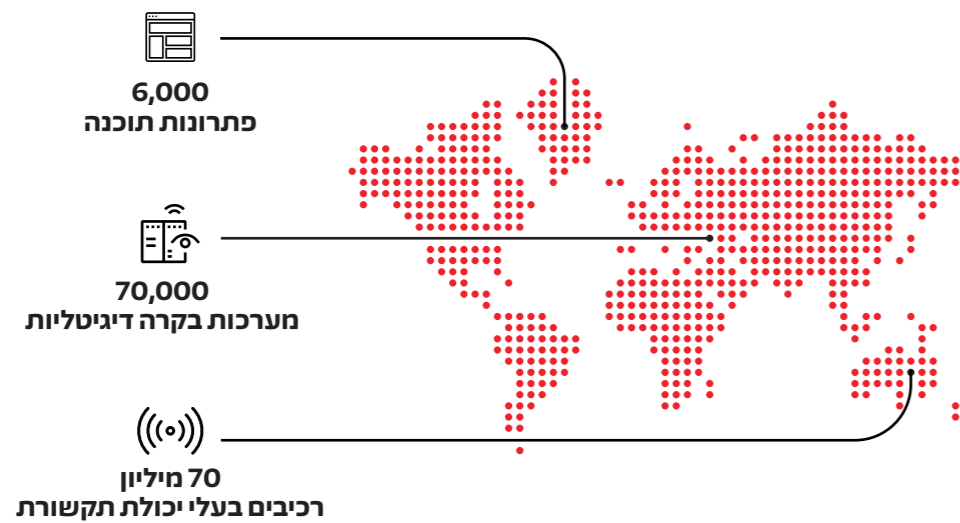 6,000
פתרונות תוכנה
70,000
מערכות בקרה דיגיטליות
70 מיליון
רכיבים בעלי יכולת תקשורת